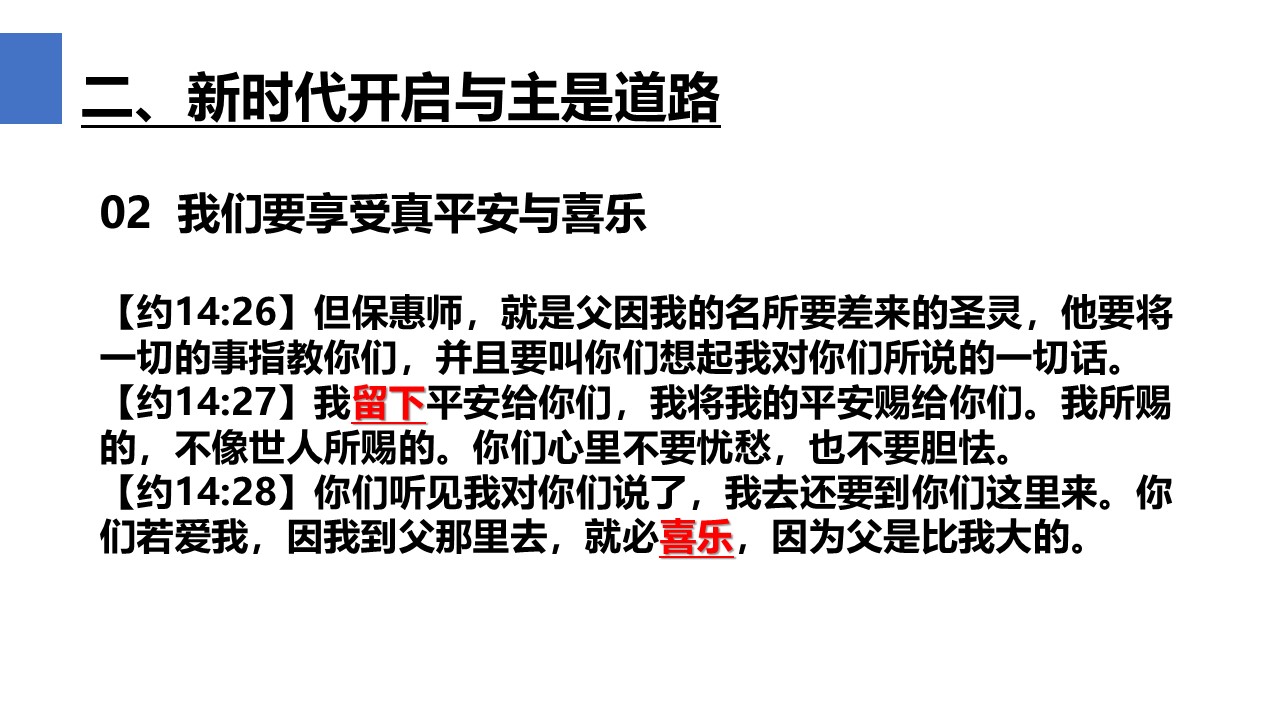 二、新时代开启与主是道路
02 我们要享受真平安与喜乐
【约14:26】但保惠师，就是父因我的名所要差来的圣灵，他要将
一切的事指教你们，并且要叫你们想起我对你们所说的一切话。
【约14:27】我留下平安给你们，我将我的平安赐给你们。我所赐
的，不像世人所赐的。你们心里不要忧愁，也不要胆怯。
【约14:28】你们听见我对你们说了，我去还要到你们这里来。你
们若爱我，因我到父那里去，就必喜乐，因为父是比我大的。